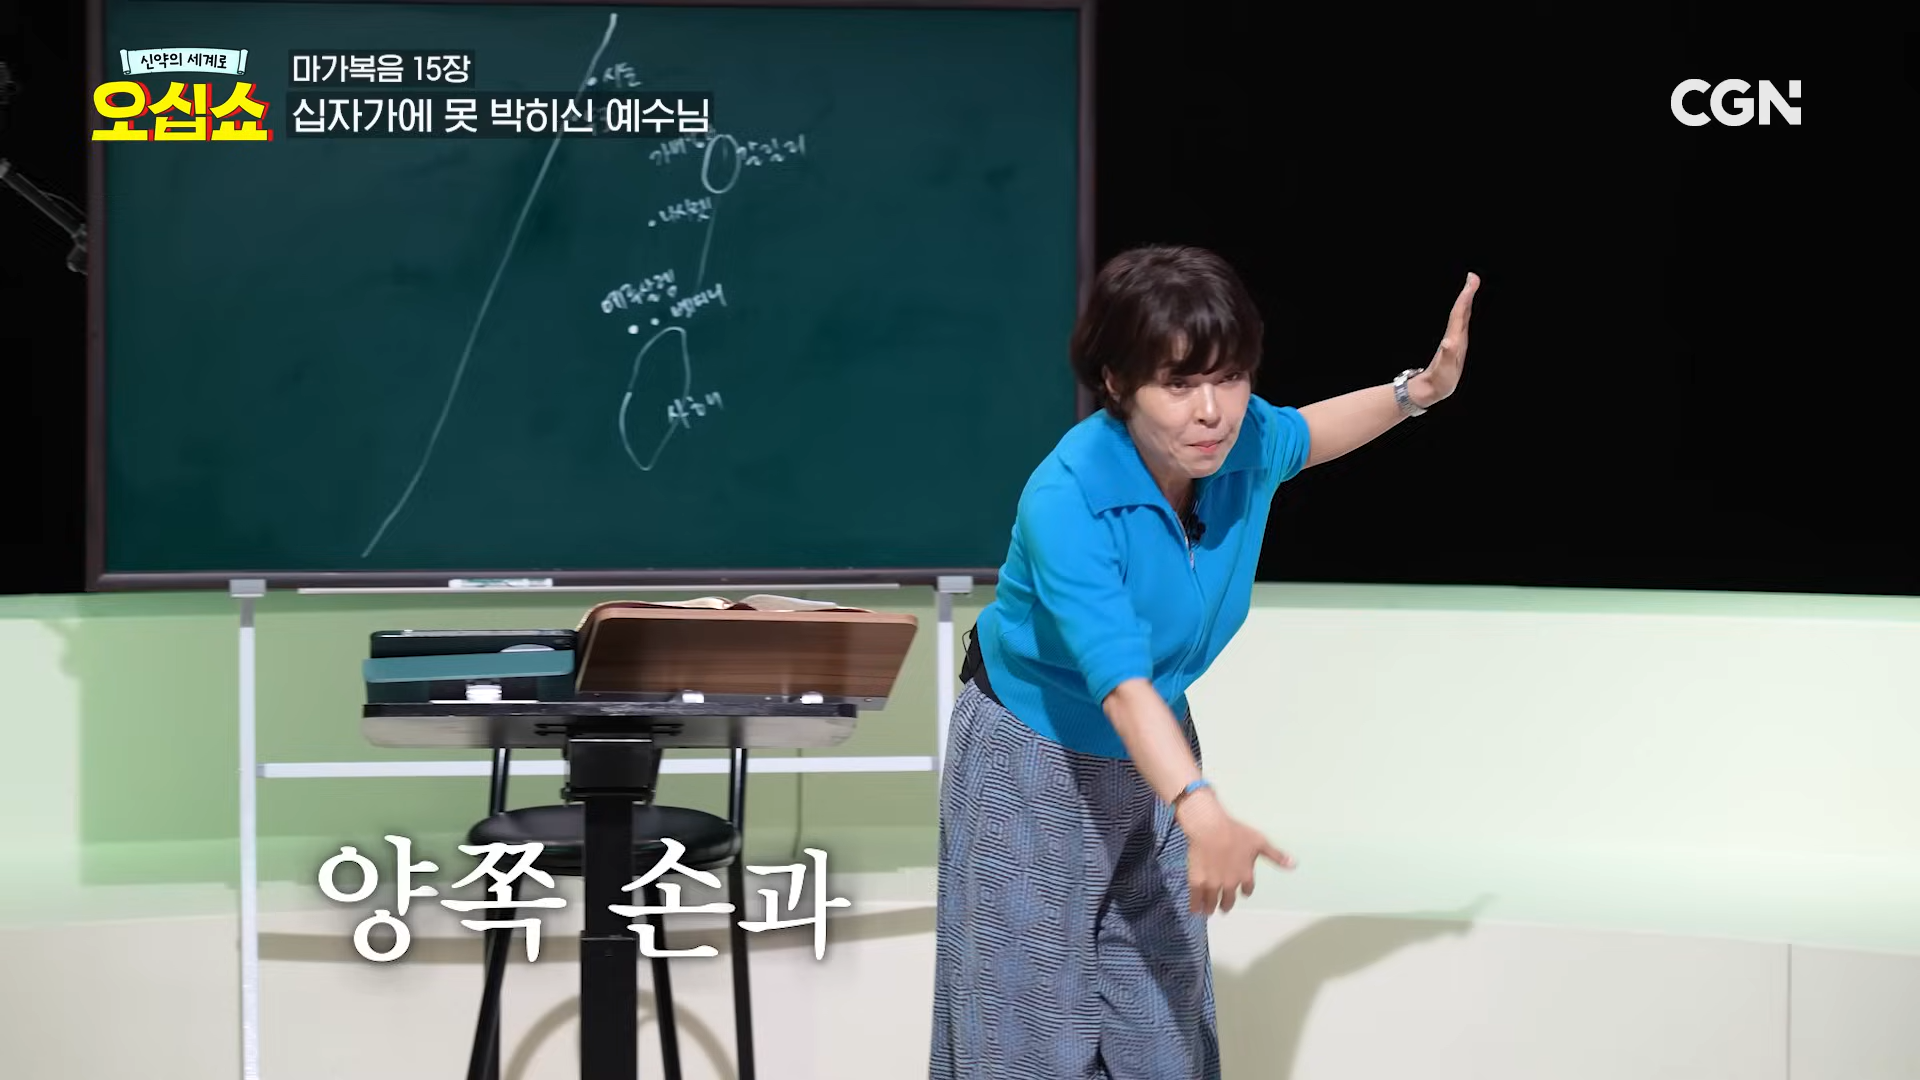 신약의 세계로
오십쇼
마가복음 15장
십자가에 못 박히신 예수님
CGN
갈릴리
나사렛
예루살렘
베다니
사해
양쪽 손과